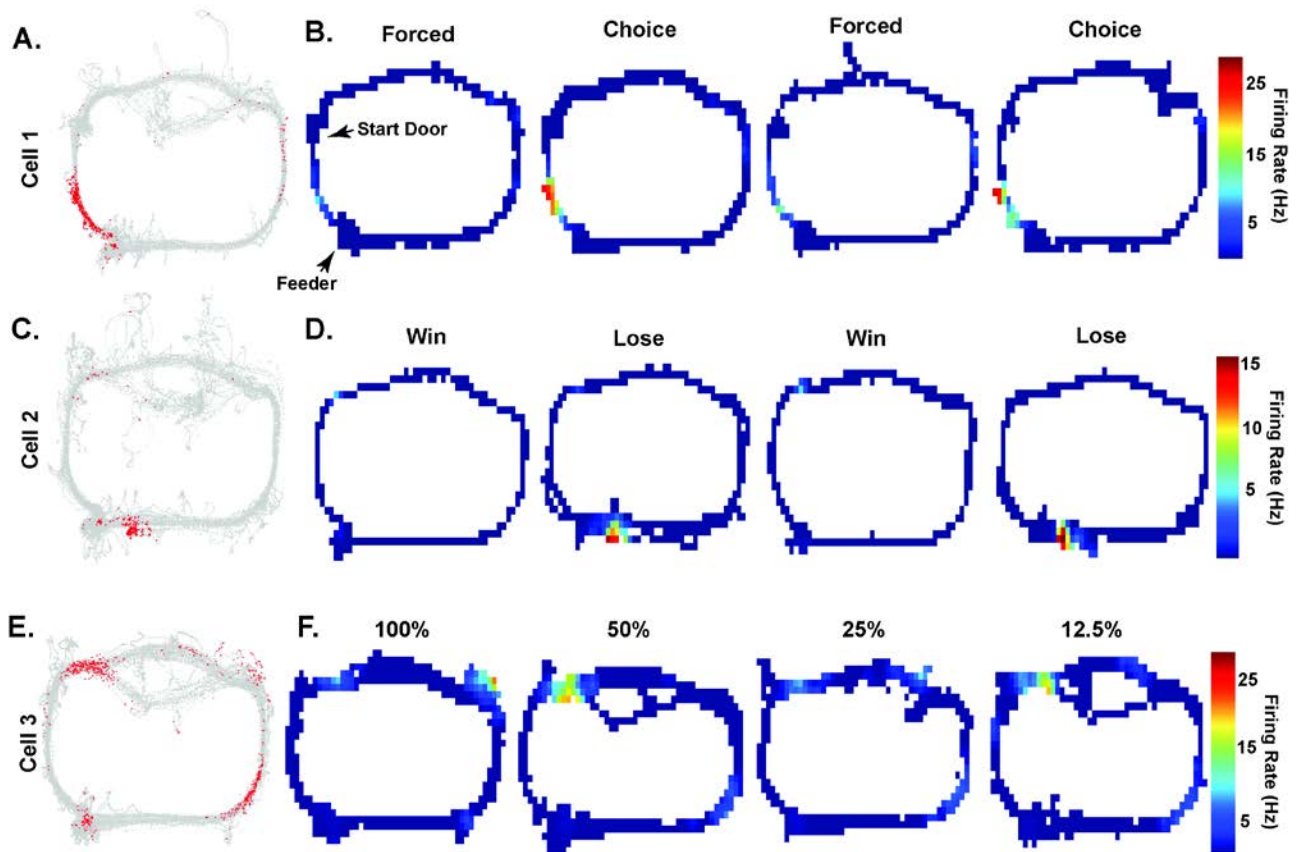 A.
B.
Forced
Choice
Forced
Choice
Cell 1
Start Door
Feeder
25
15
5
Firing Rate (Hz)
C.
D.
Win
Lose
Win
Lose
Cell 2
15
10
5
Firing Rate (Hz)
E.
F.
100%
50%
25%
12.5%
Cell 3
25
15
5
Firing Rate (Hz)